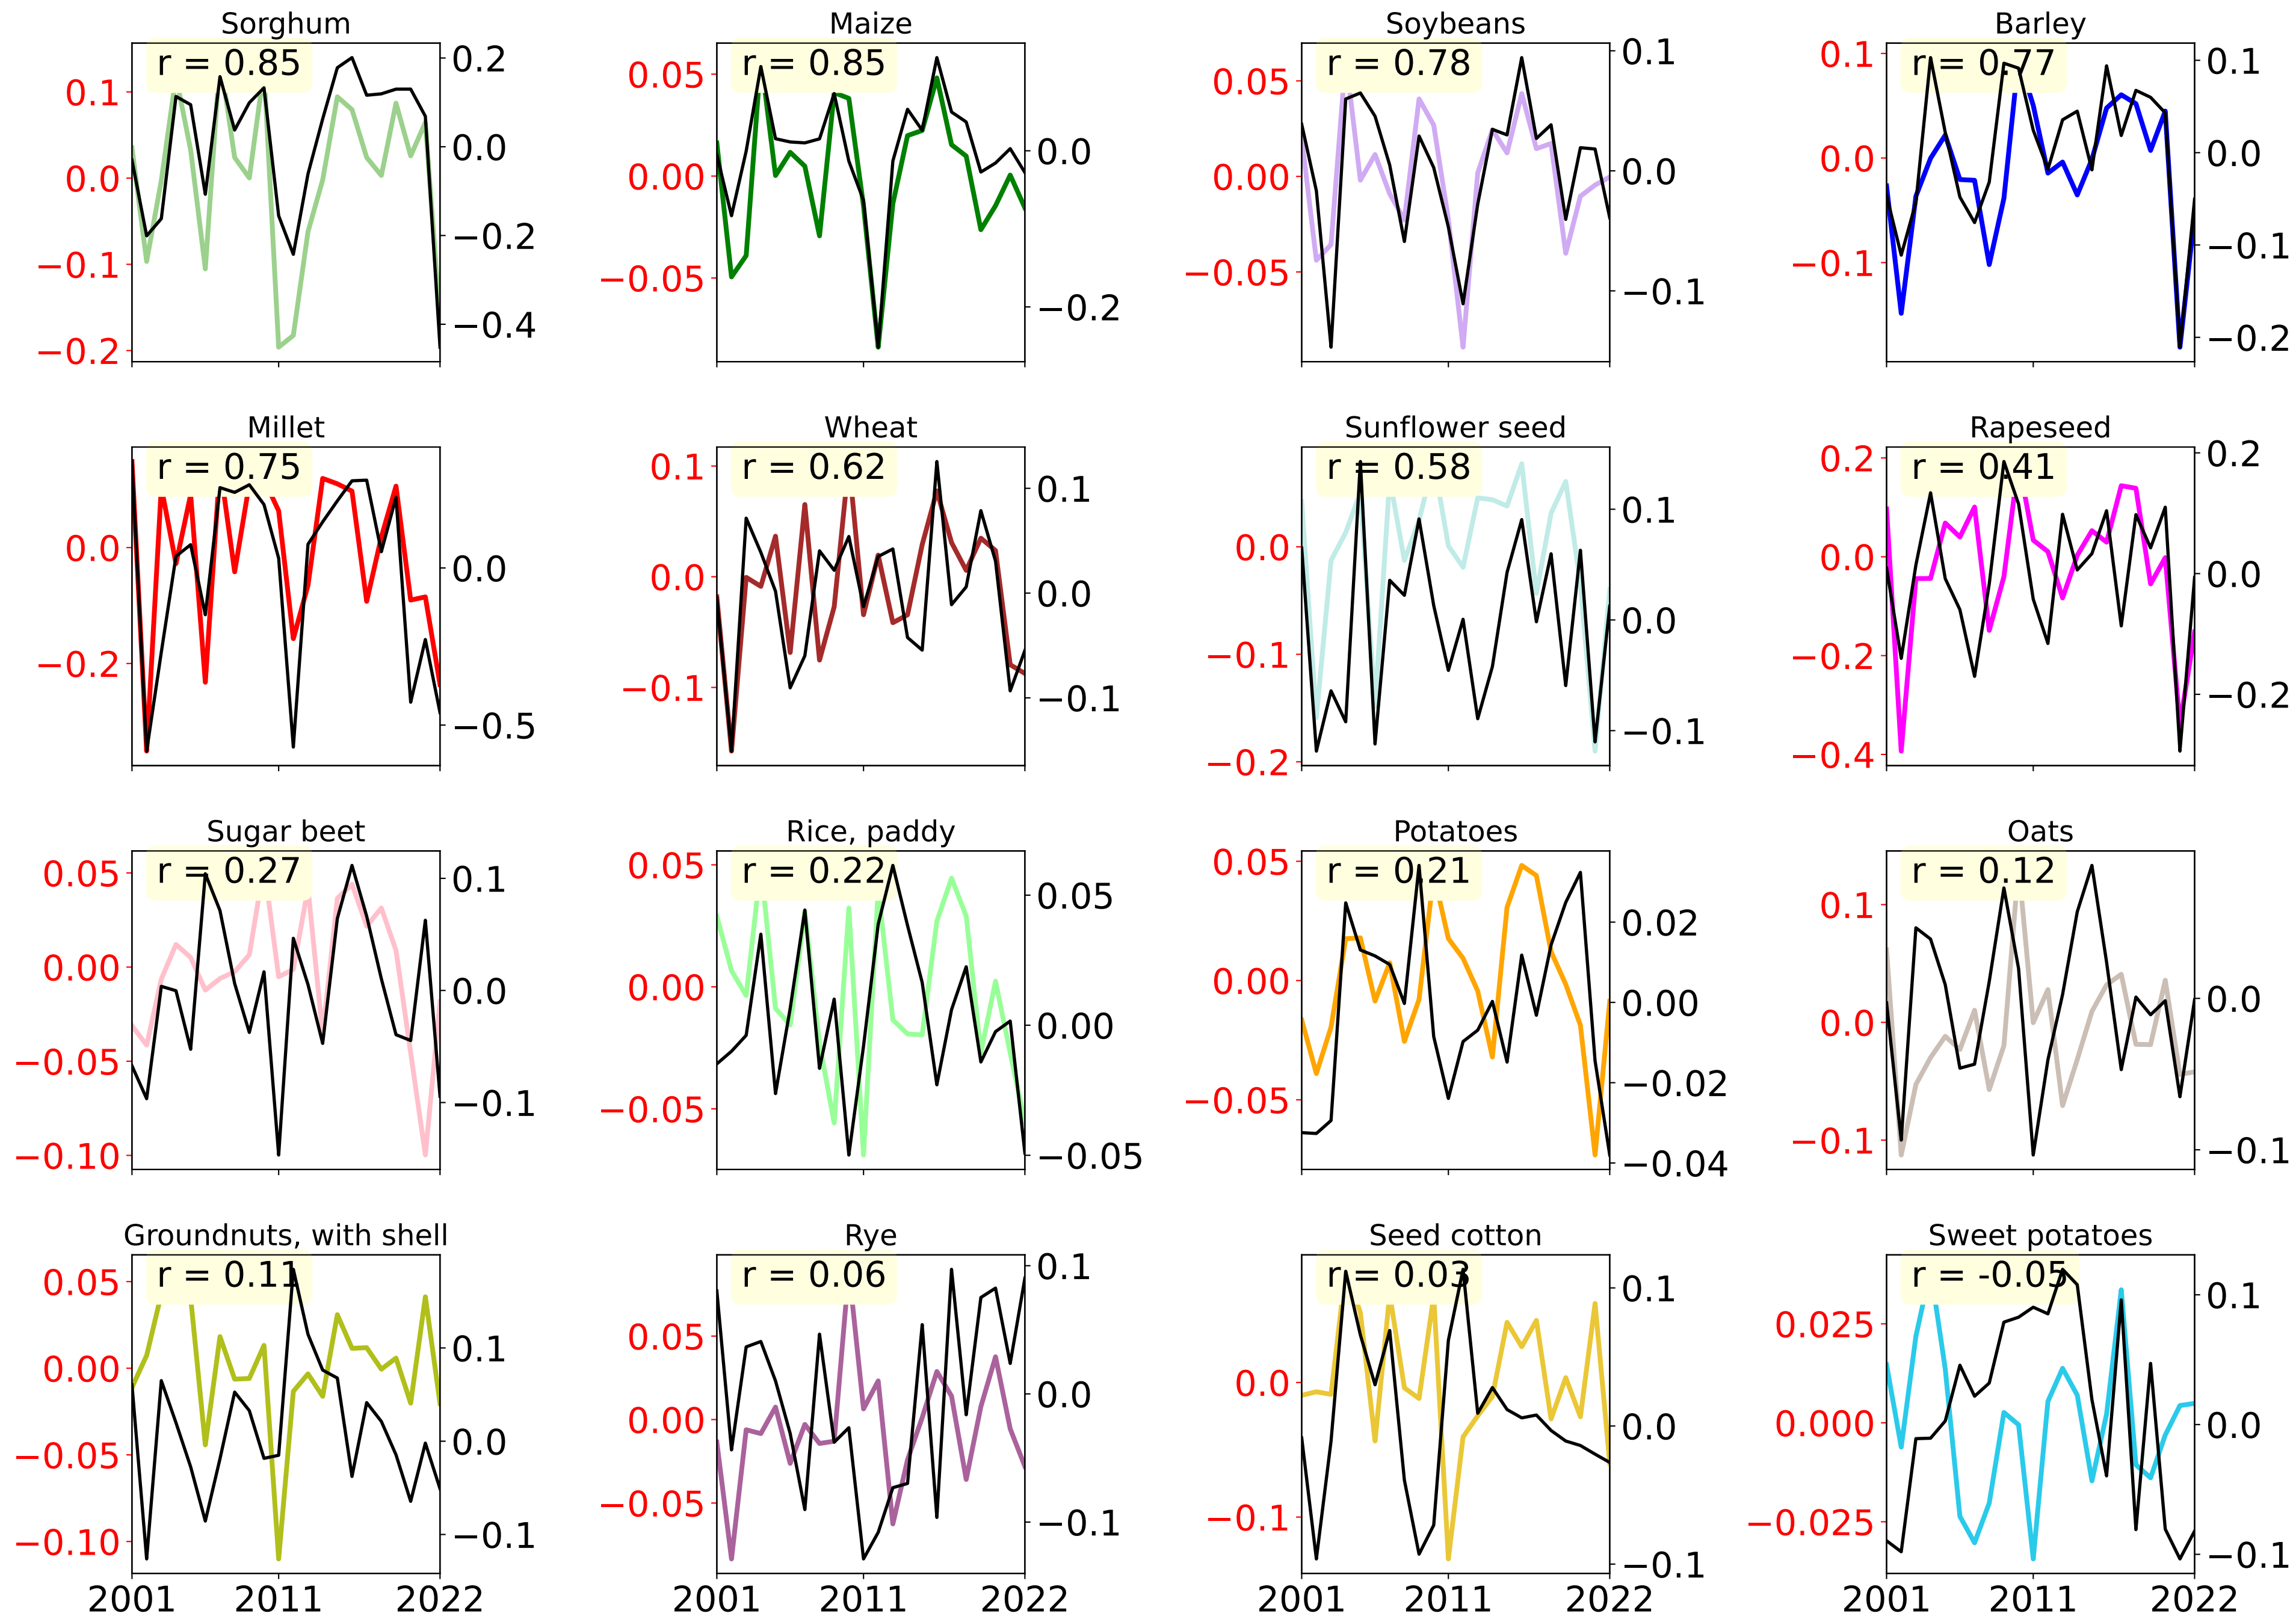 Sorghum
r = 0.85
0.1
0.0
−0.1
−0.2
0.2
0.0
−0.2
−0.4
Maize
r = 0.85
0.05
0.00
−0.05
0.0
−0.2
Soybeans
r = 0.78
0.05
0.00
−0.05
0.1
0.0
−0.1
Barley
r = 0.77
0.1
0.0
−0.1
0.1
0.0
−0.1
−0.2
Millet
r = 0.75
0.0
−0.2
0.0
−0.5
Wheat
r = 0.62
0.1
0.0
−0.1
0.1
0.0
−0.1
Sunflower seed
r = 0.58
0.0
−0.1
−0.2
0.1
0.0
−0.1
Rapeseed
r = 0.41
0.2
0.0
−0.2
−0.4
0.2
0.0
−0.2
Sugar beet
r = 0.27
0.05
0.00
−0.05
−0.10
0.1
0.0
−0.1
Rice, paddy
r = 0.22
0.05
0.00
−0.05
0.05
0.00
−0.05
Potatoes
r = 0.21
0.05
0.00
−0.05
0.02
0.00
−0.02
−0.04
Oats
r = 0.12
0.1
0.0
−0.1
0.0
−0.1
Groundnuts, with shell
r = 0.11
0.05
0.00
−0.05
−0.10
0.1
0.0
−0.1
2001 2011 2022
Rye
r = 0.06
0.05
0.00
−0.05
0.1
0.0
−0.1
2001 2011 2022
Seed cotton
r = 0.03
0.0
−0.1
0.1
0.0
−0.1
2001 2011 2022
Sweet potatoes
r = -0.05
0.025
0.000
−0.025
0.1
0.0
−0.1
2001 2011 2022